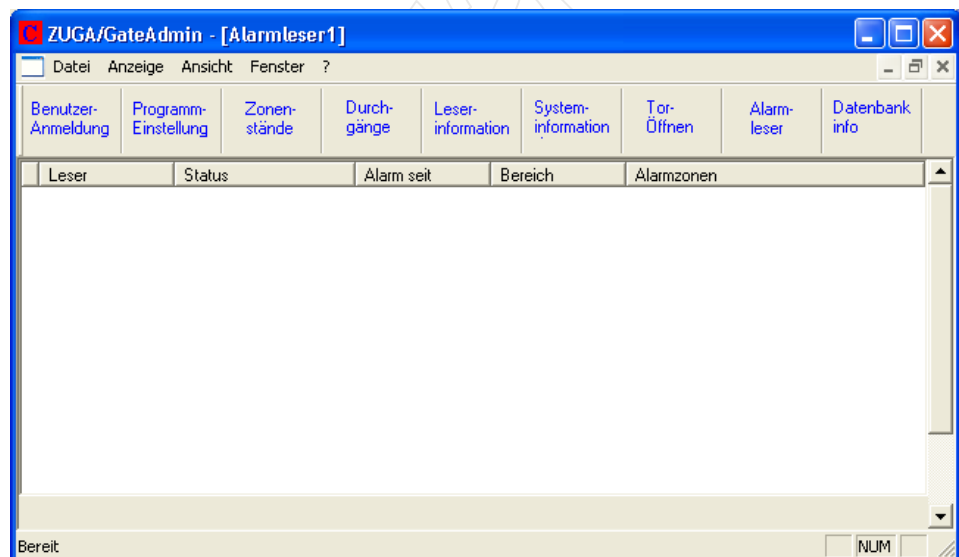 C ZUGA/GateAdmin - [Alarmleser1]
Datei Anzeige Ansicht Fenster ?
Benutzer-
Anmeldung
Programm-
Einstellung
Zonen-
stände
Durch-
gänge
Leser-
information
System-
information
Tor-
Öffnen
Alarm-
leser
Datenbank
info
Leser Status Alarm seit Bereich Alarmzonen
Bereit NUM